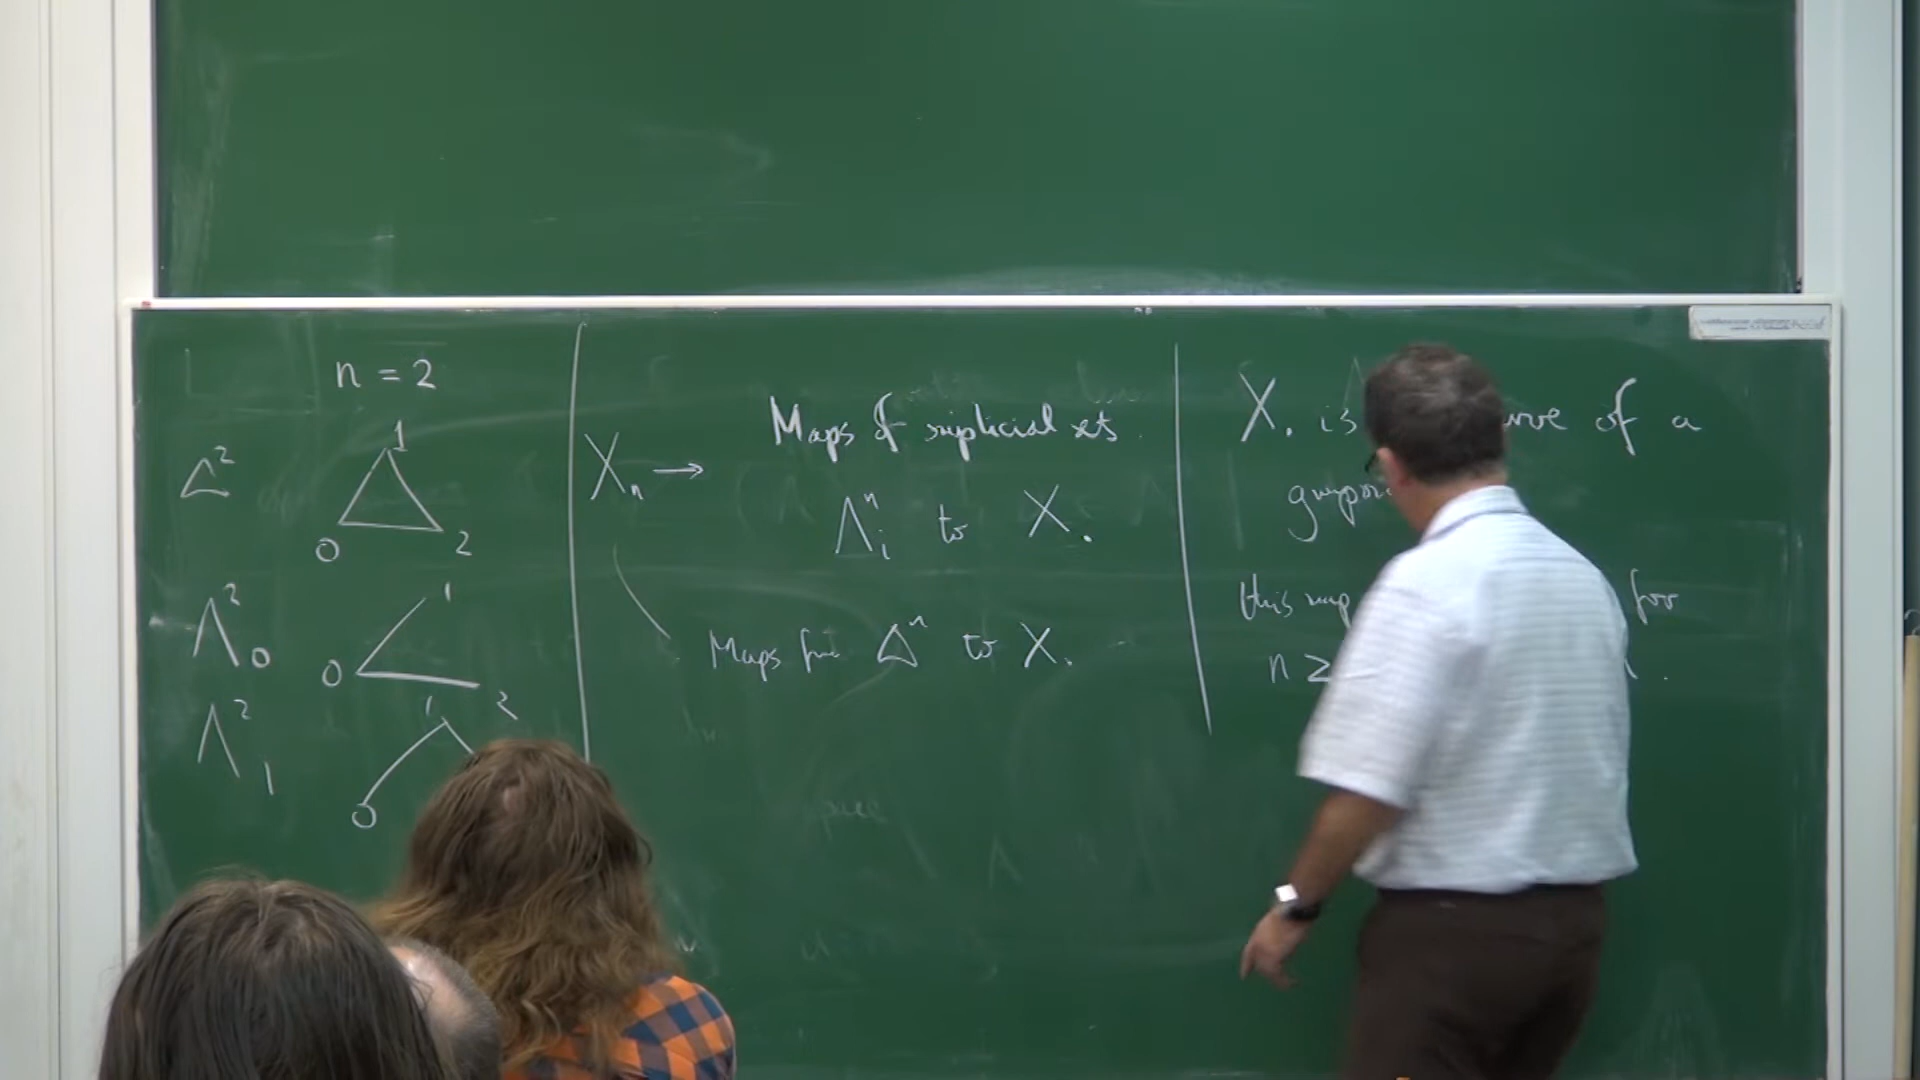 n = 2
Δ²
1
0
2
Λ²₀
1
0
2
Λ²₁
1
0
Xₙ →
Maps of simplicial sets
Λⁿᵢ to X.
Maps from Δⁿ to X.
X. is of a
this map for
n ≥